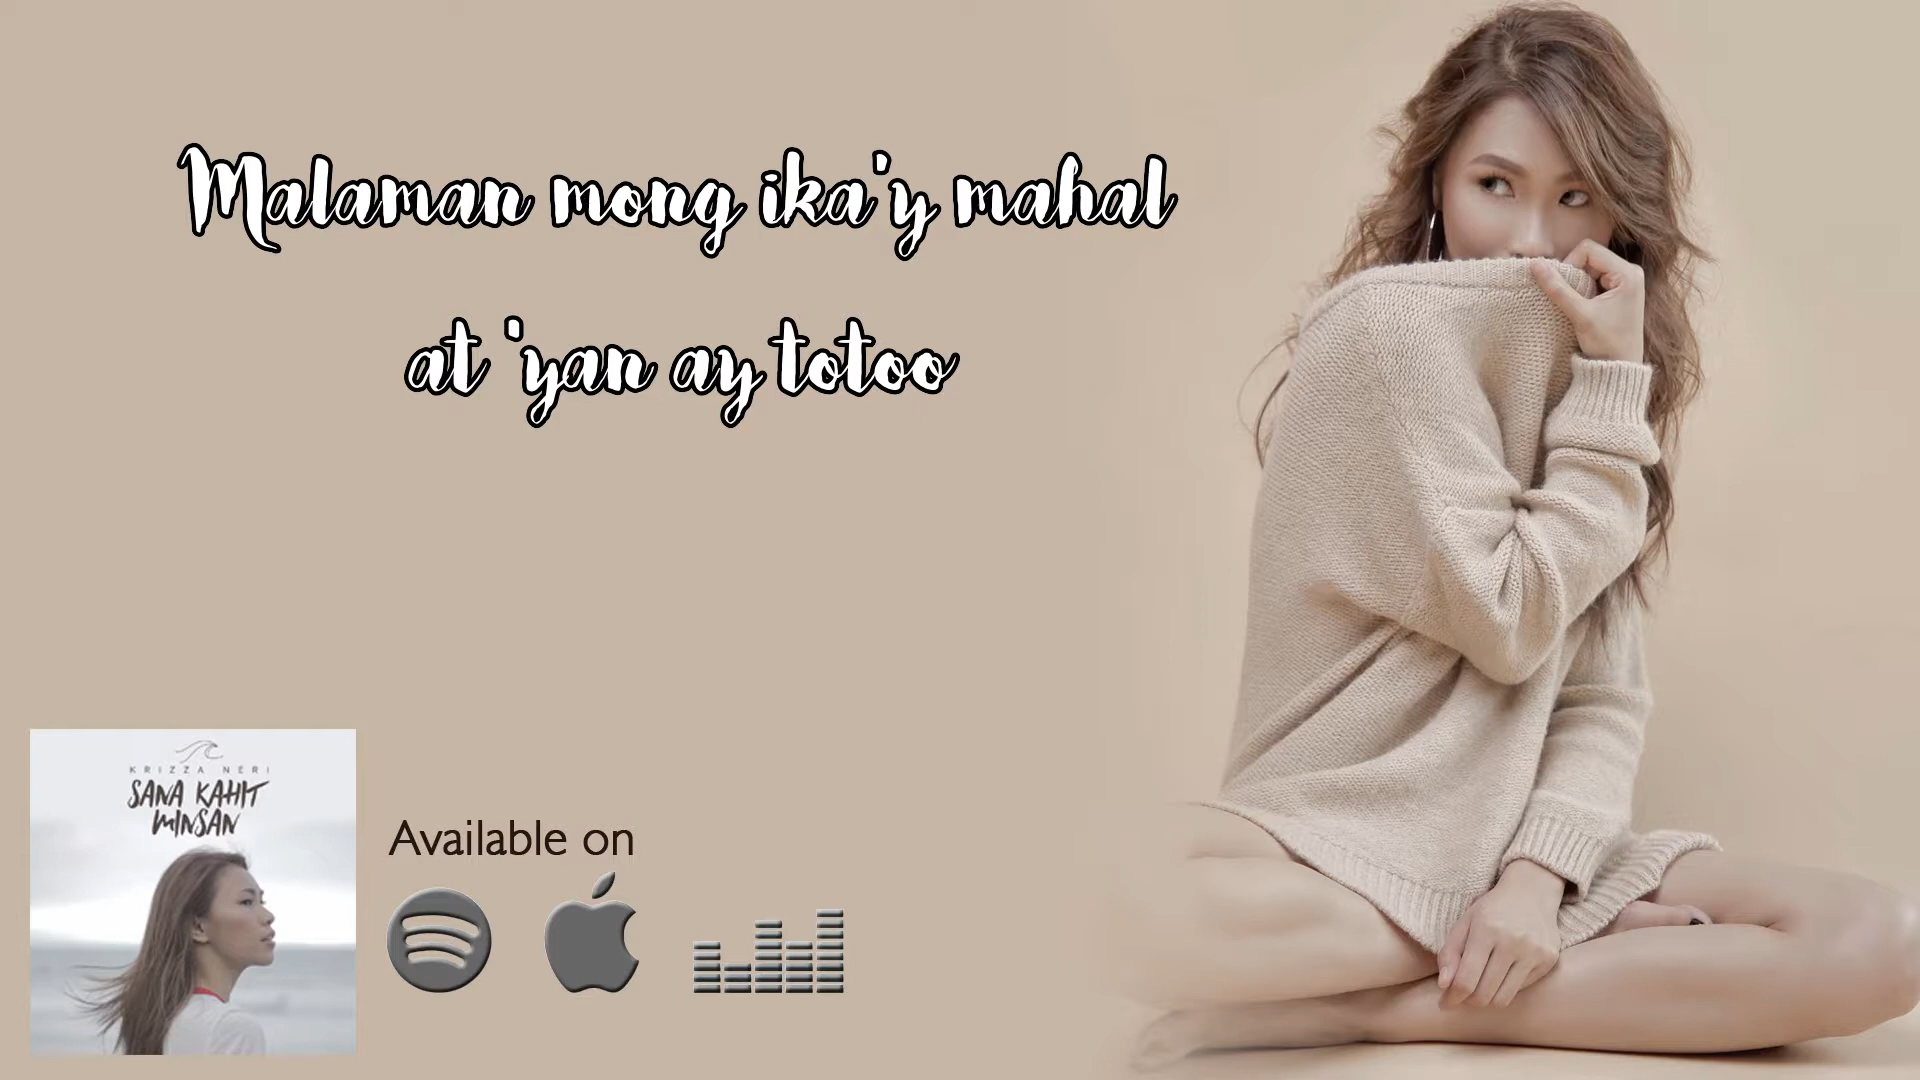 Malaman mong ika'y mahal
at 'yan ay totoo
KRIZZA NERI
SANA KAHIT
MINSAN
Available on